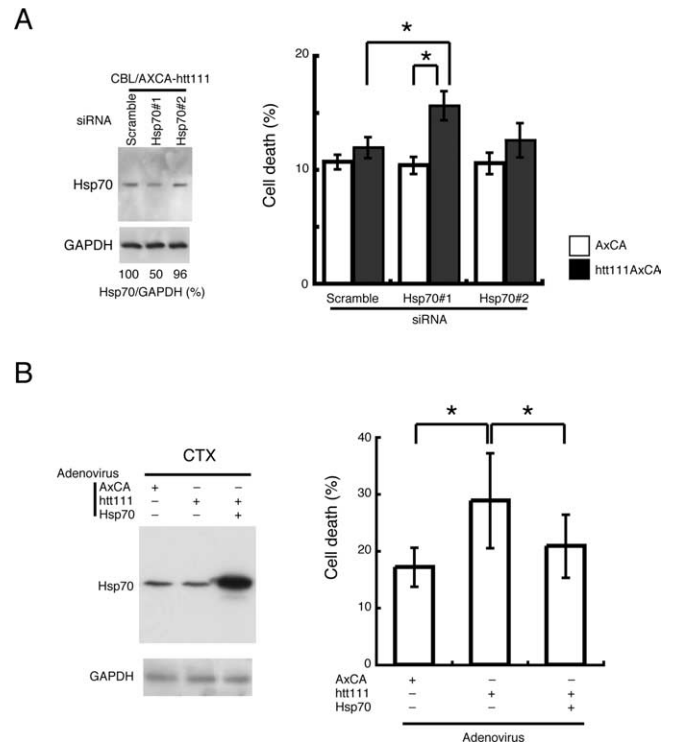 A
CBL/AXCA-htt111
siRNA
Scramble
Hsp70#1
Hsp70#2
Hsp70
GAPDH
100 50 96
Hsp70/GAPDH (%)
Cell death (%)
20
10
0
*
*
Scramble Hsp70#1 Hsp70#2
siRNA
AxCA
htt111AxCA
B
CTX
Adenovirus
AxCA + − −
htt111 − + +
Hsp70 − − +
Hsp70
GAPDH
Cell death (%)
40
30
20
10
0
* *
AxCA + − −
htt111 − + +
Hsp70 − − +
Adenovirus